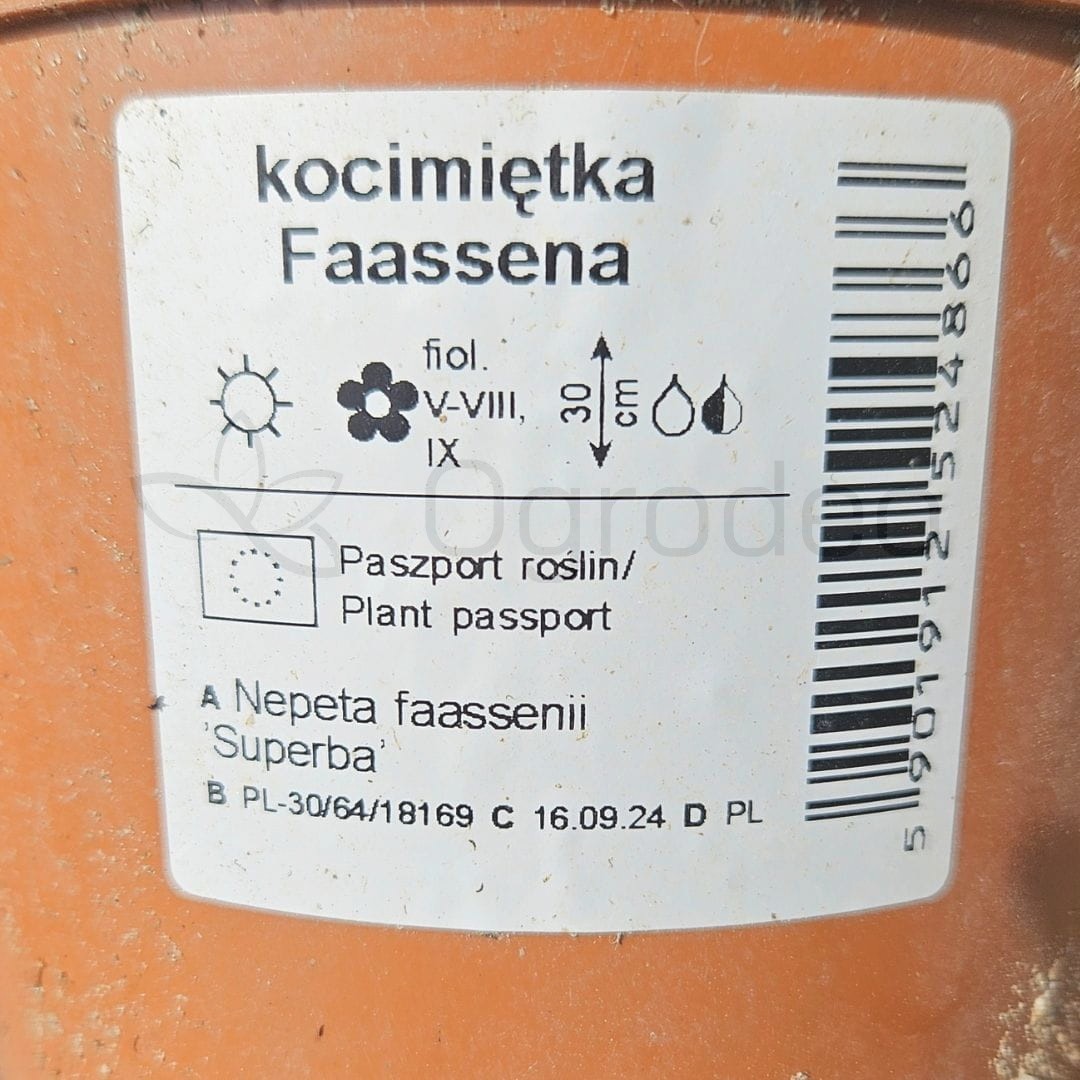 kocimiętka
Faassena
fiol.
V-VIII,
IX
30
cm
Paszport roślin/
Plant passport
A Nepeta faassenii
'Superba'
B PL-30/64/18169 C 16.09.24 D PL
5901912524866